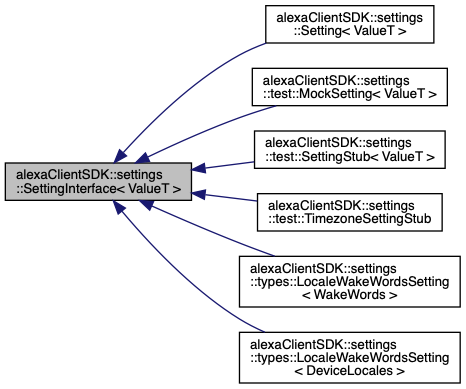 alexaClientSDK::settings
::SettingInterface< ValueT >
alexaClientSDK::settings
::Setting< ValueT >
alexaClientSDK::settings
::test::MockSetting< ValueT >
alexaClientSDK::settings
::test::SettingStub< ValueT >
alexaClientSDK::settings
::test::TimezoneSettingStub
alexaClientSDK::settings
::types::LocaleWakeWordsSetting
< WakeWords >
alexaClientSDK::settings
::types::LocaleWakeWordsSetting
< DeviceLocales >